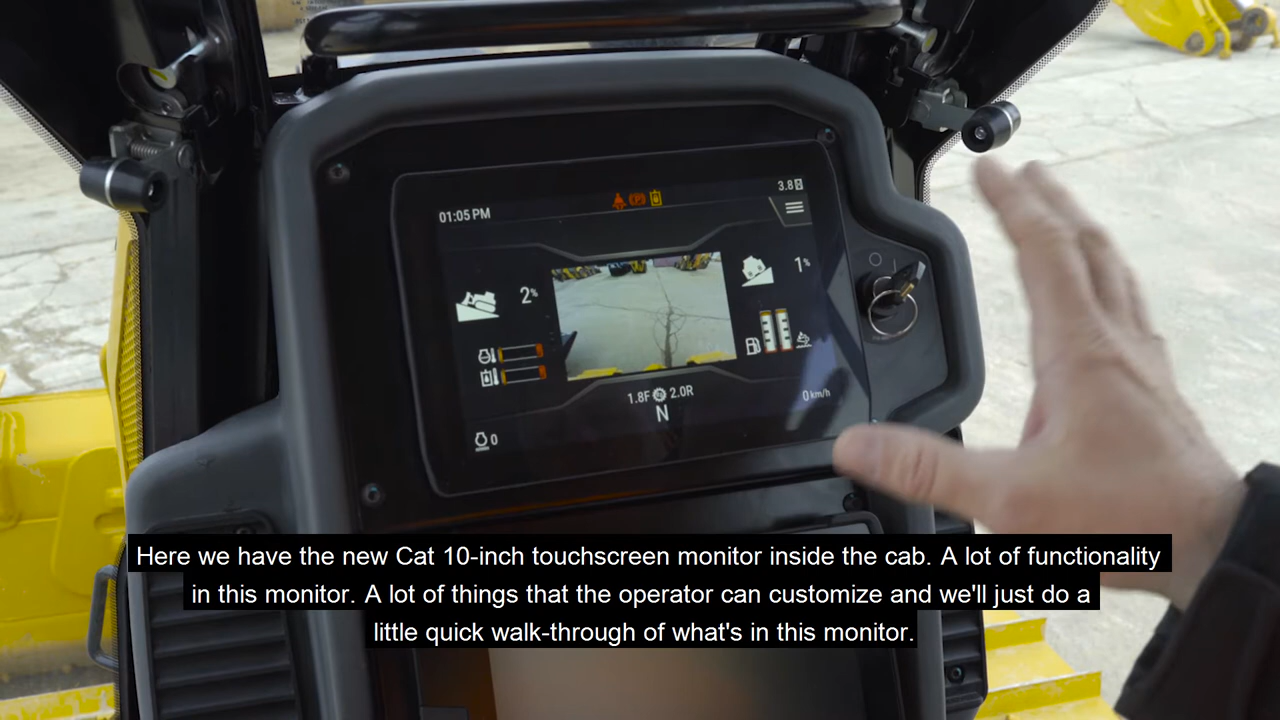 3.8
01:05 PM
2%
1%
1.8F 2.0R
N
0 km/h
0
Here we have the new Cat 10-inch touchscreen monitor inside the cab. A lot of functionality
in this monitor. A lot of things that the operator can customize and we'll just do a
little quick walk-through of what's in this monitor.